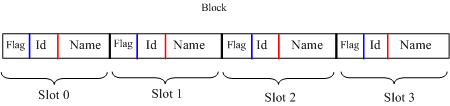 Block
Flag Id Name Flag Id Name Flag Id Name Flag Id Name
Slot 0 Slot 1 Slot 2 Slot 3